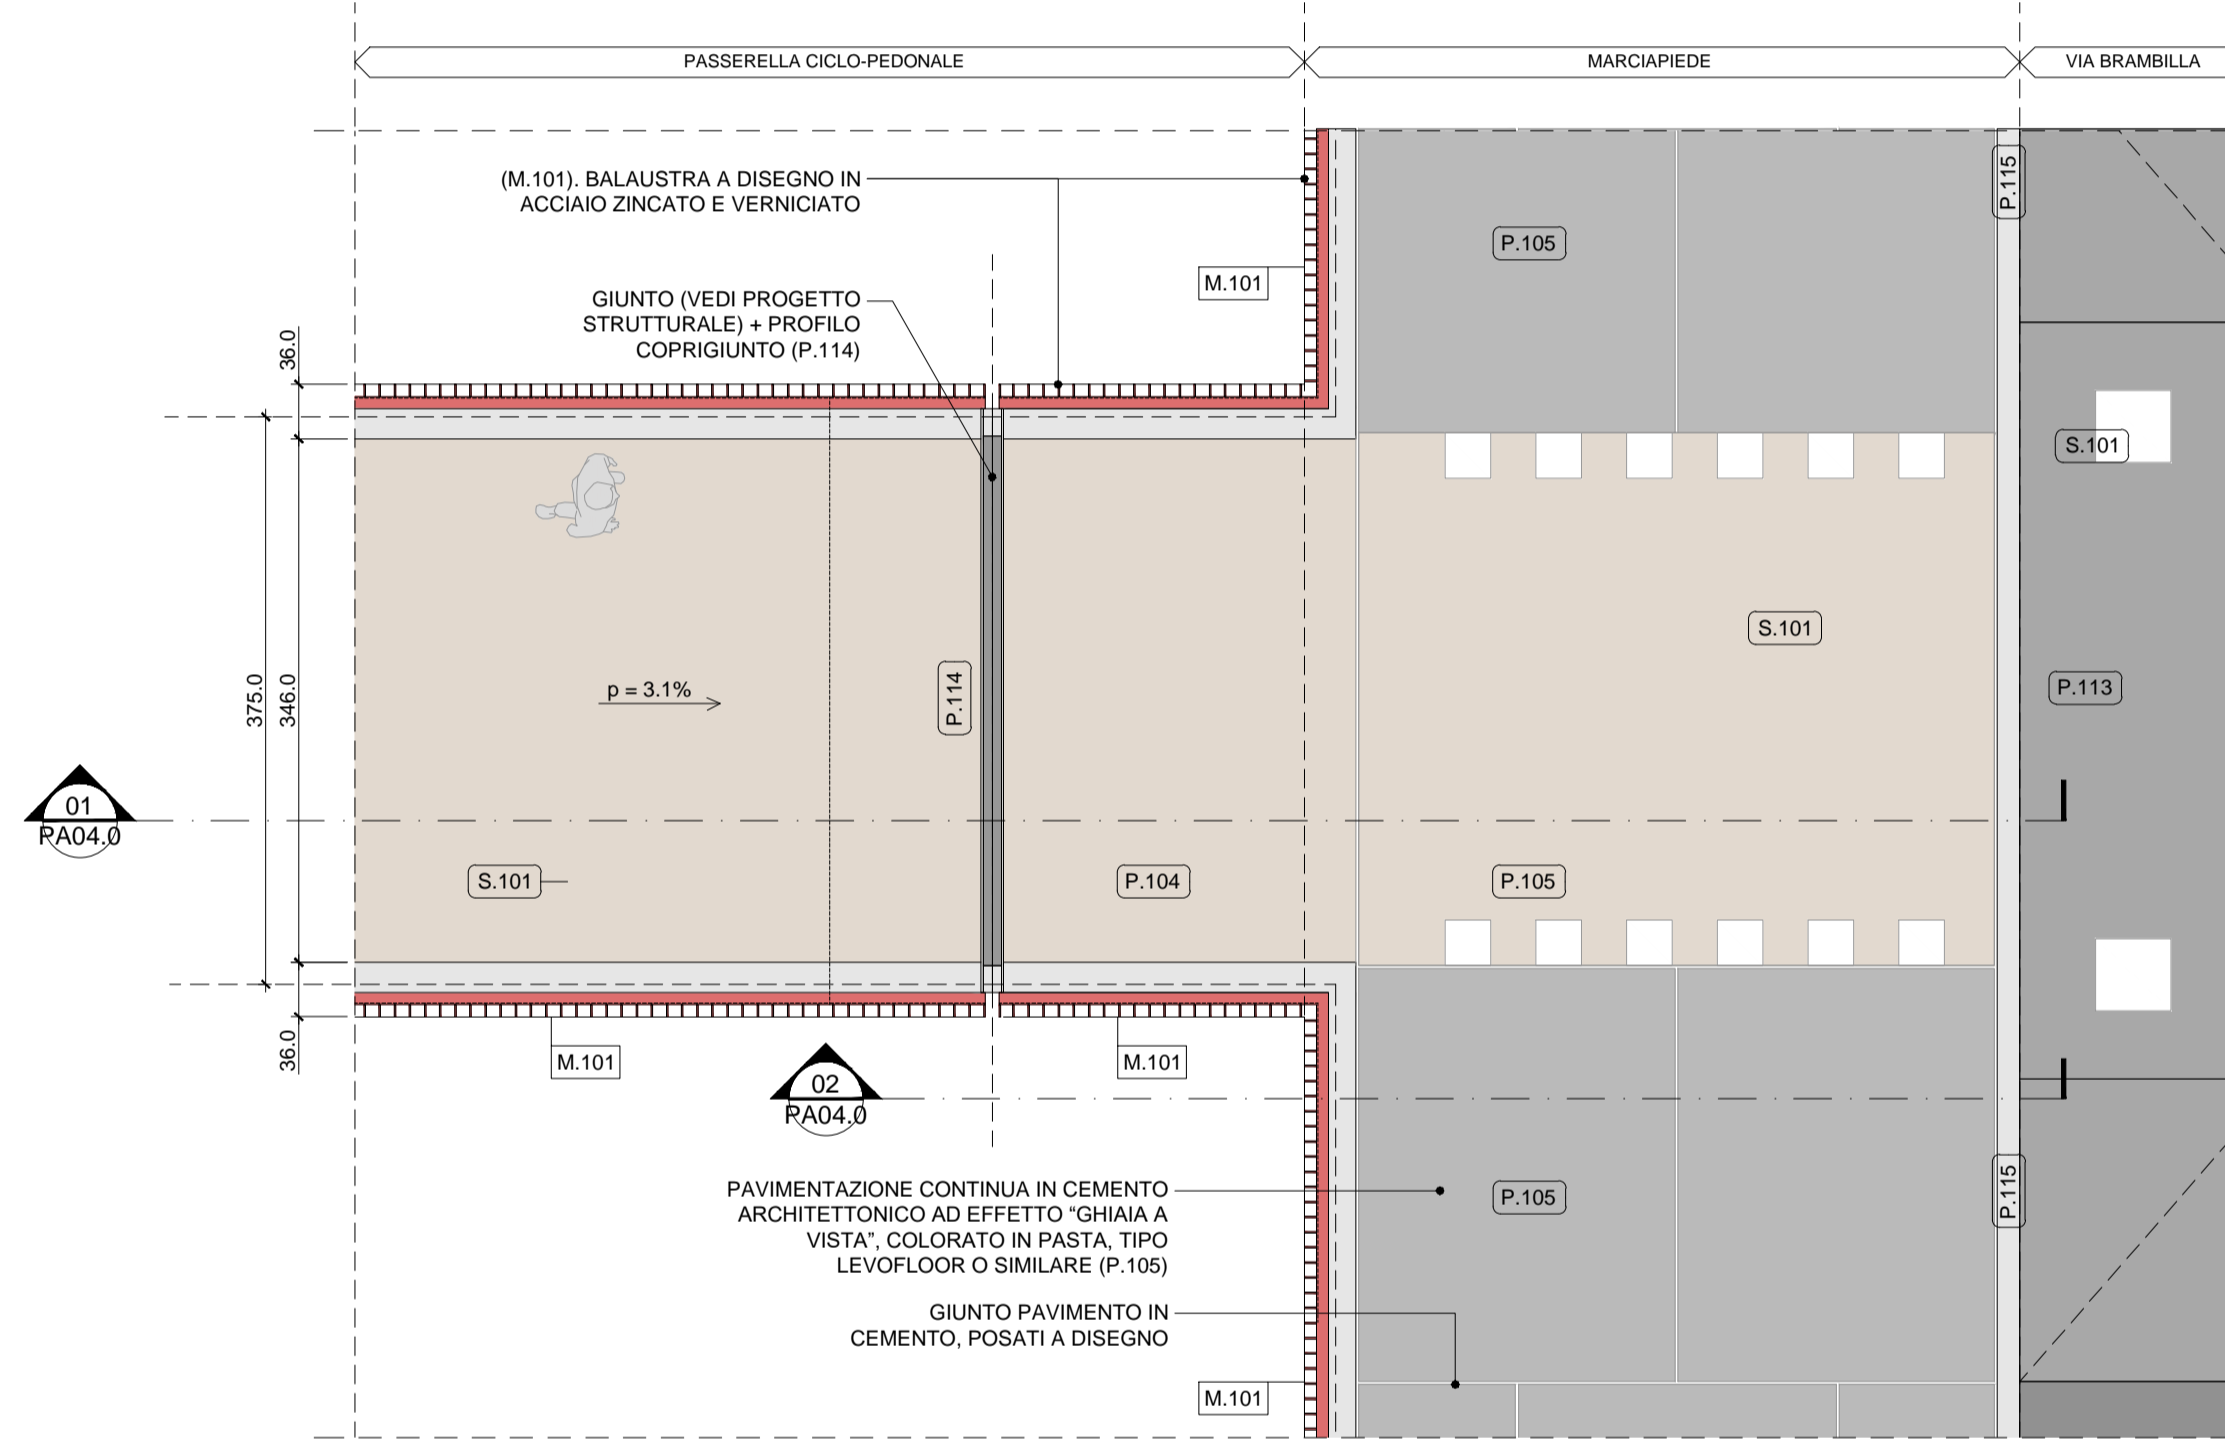 PASSERELLA CICLO-PEDONALE
MARCIAPIEDE
VIA BRAMBILLA
(M.101). BALAUSTRA A DISEGNO IN
ACCIAIO ZINCATO E VERNICIATO
P.115
P.105
M.101
GIUNTO (VEDI PROGETTO
STRUTTURALE) + PROFILO
COPRIGIUNTO (P.114)
36.0
S.101
S.101
375.0
346.0
p = 3.1%
P.114
P.113
01
PA04.0
S.101
P.104
P.105
36.0
M.101
M.101
02
PA04.0
PAVIMENTAZIONE CONTINUA IN CEMENTO
ARCHITETTONICO AD EFFETTO “GHIAIA A
VISTA”, COLORATO IN PASTA, TIPO
LEVOFLOOR O SIMILARE (P.105)
P.105
P.115
GIUNTO PAVIMENTO IN
CEMENTO, POSATI A DISEGNO
M.101